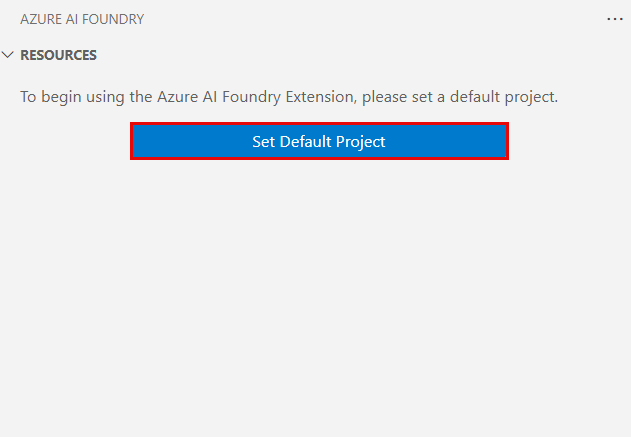 AZURE AI FOUNDRY
RESOURCES
To begin using the Azure AI Foundry Extension, please set a default project.
Set Default Project